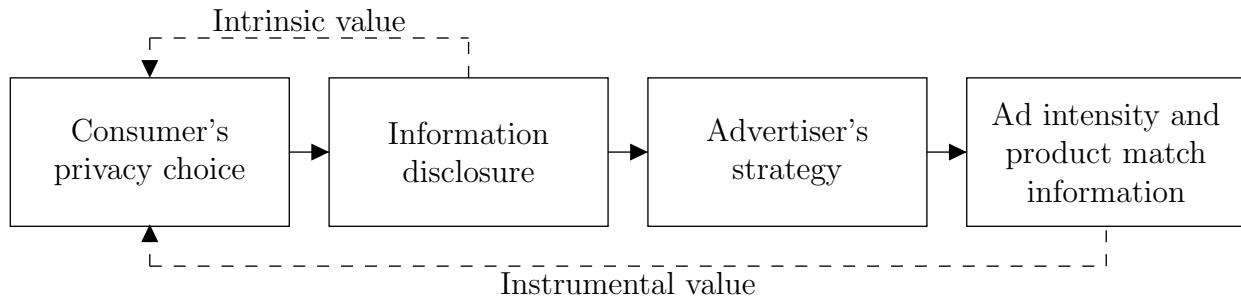 Intrinsic value
Consumer's
privacy choice
Information
disclosure
Advertiser's
strategy
Ad intensity and
product match
information
Instrumental value